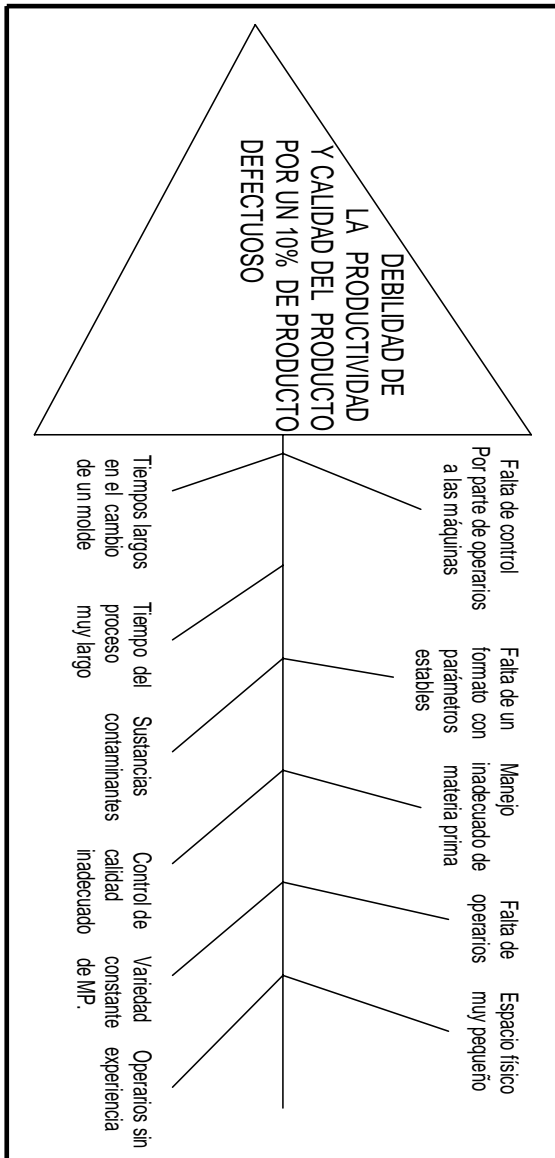 DEBILIDAD DE
LA PRODUCTIVIDAD
Y CALIDAD DEL PRODUCTO
POR UN 10% DE PRODUCTO
DEFECTUOSO
Falta de control
Por parte de operarios
a las máquinas
Falta de un
formato con
parámetros
estables
Manejo
inadecuado de
materia prima
Falta de
operarios
Espacio físico
muy pequeño
Tiempos largos
en el cambio
de un molde
Tiempo del
proceso
muy largo
Sustancias
contaminantes
Control de
calidad
inadecuado
Variedad
constante
de MP.
Operarios sin
experiencia